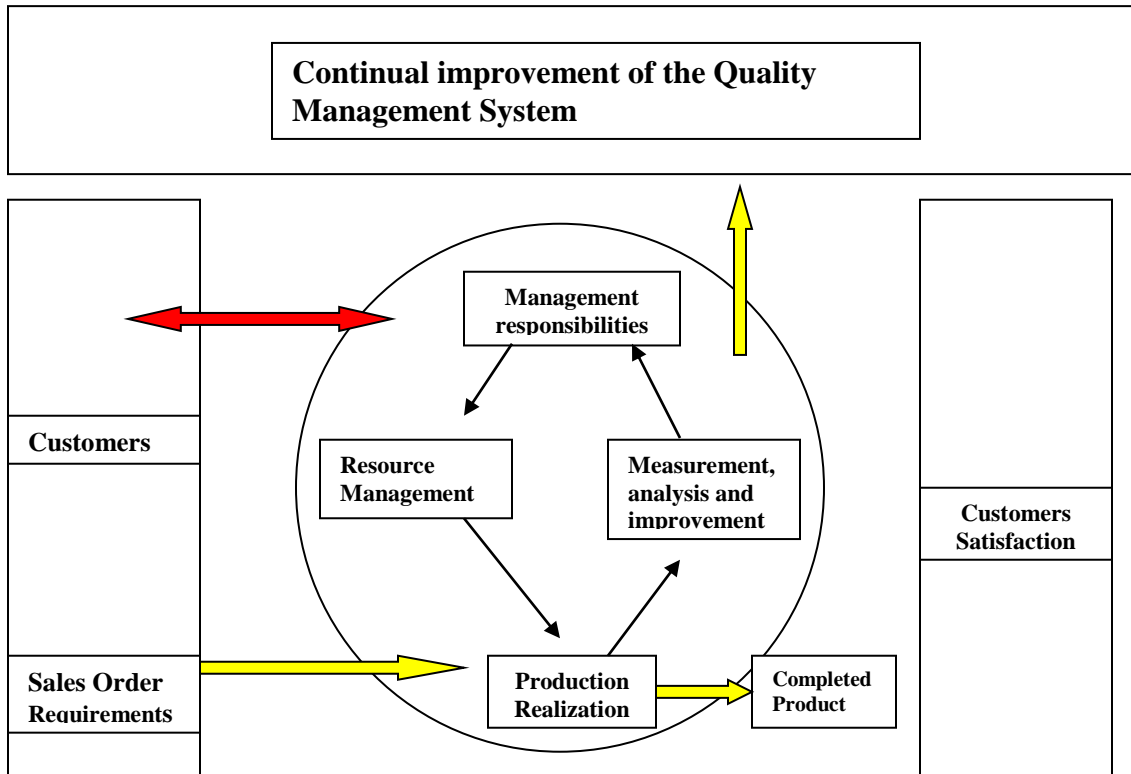 Continual improvement of the Quality
Management System
Management
responsibilities
Customers
Resource
Management
Measurement,
analysis and
improvement
Customers
Satisfaction
Sales Order
Requirements
Production
Realization
Completed
Product